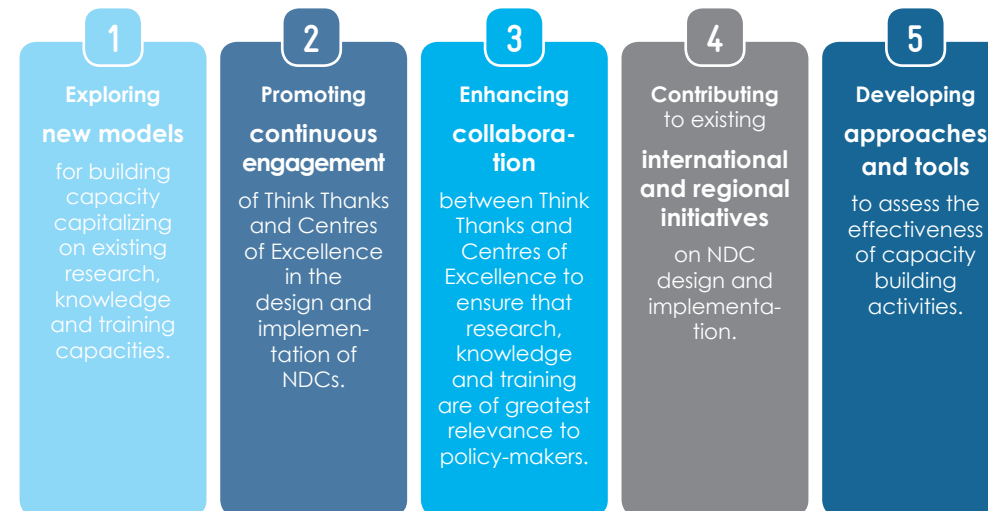 1
Exploring
new models
for building
capacity
capitalizing
on existing
research,
knowledge
and training
capacities.
2
Promoting
continuous
engagement
of Think Thanks
and Centres
of Excellence
in the
design and
implemen-
tation of
NDCs.
3
Enhancing
collabora-
tion
between Think
Thanks and
Centres of
Excellence to
ensure that
research,
knowledge
and training
are of greatest
relevance to
policy-makers.
4
Contributing
to existing
international
and regional
initiatives
on NDC
design and
implementa-
tion.
5
Developing
approaches
and tools
to assess the
effectiveness
of capacity
building
activities.